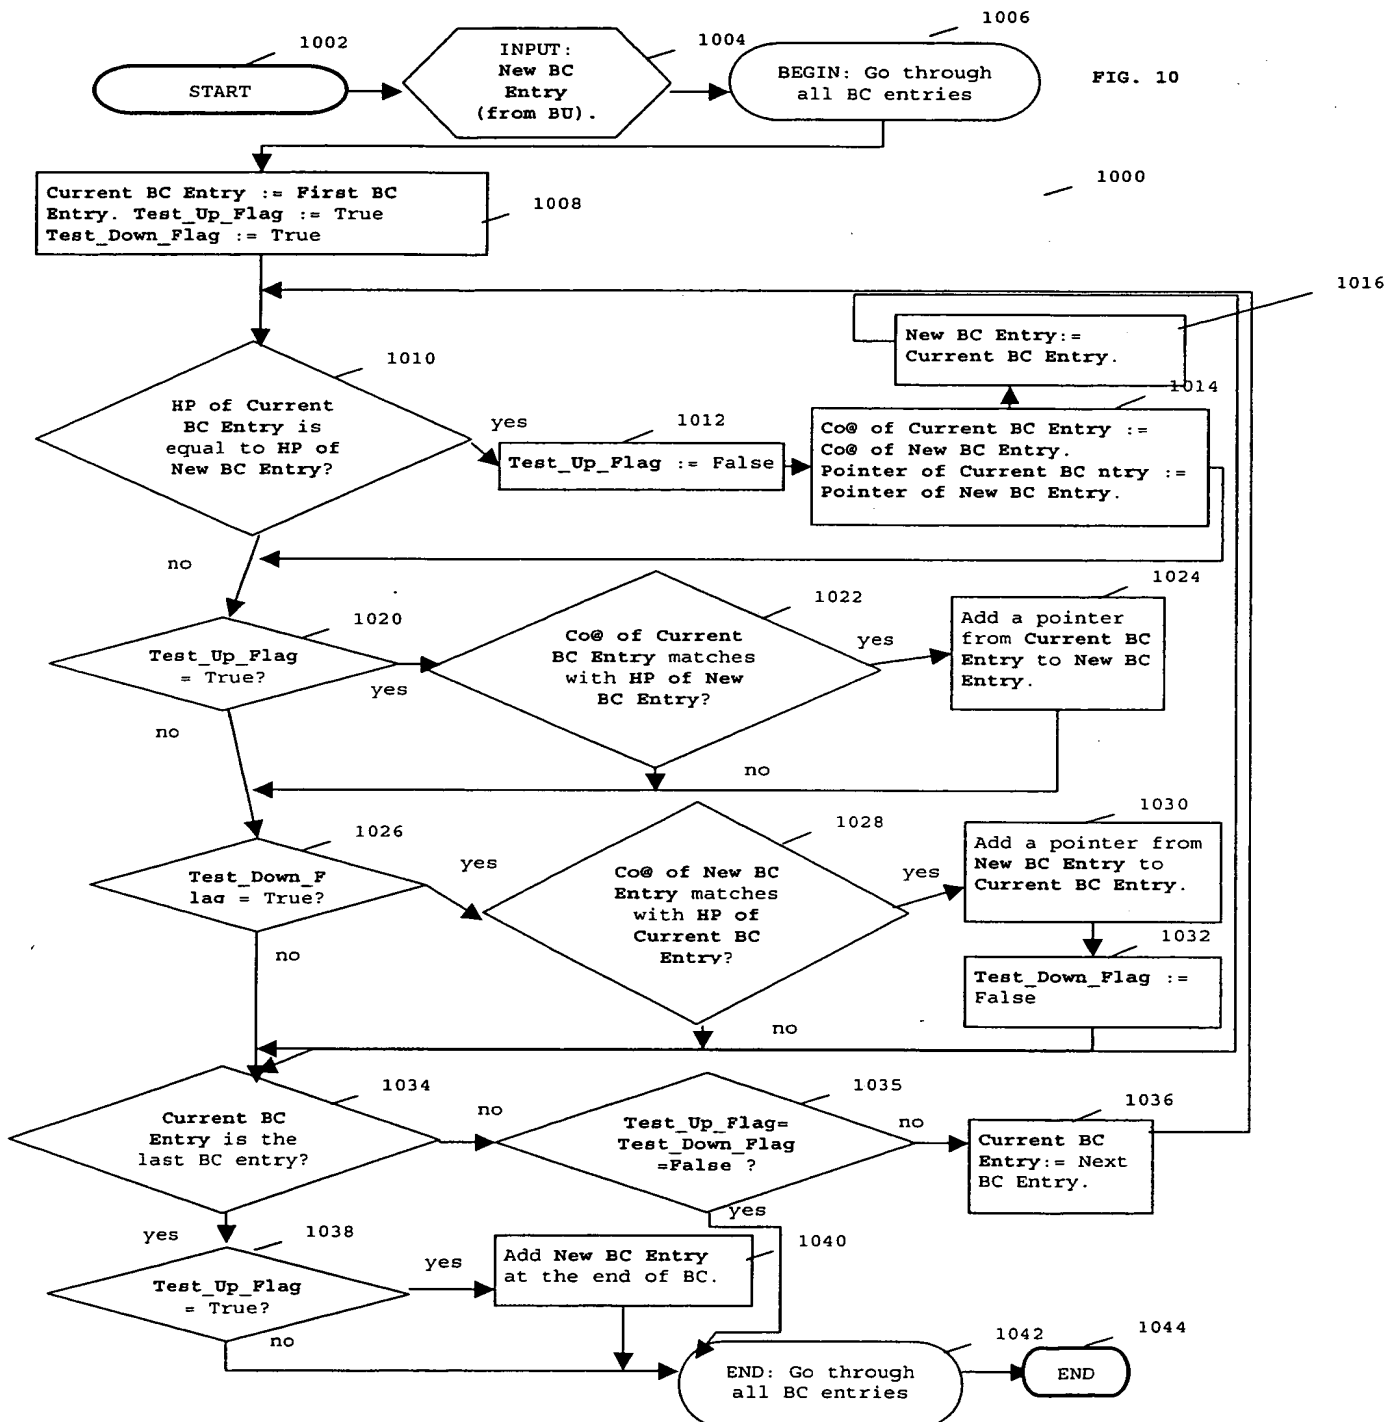 1002
START
INPUT:
New BC
Entry
(from BU).
1004
1006
BEGIN: Go through
all BC entries
FIG. 10
1000
Current BC Entry := First BC
Entry. Test_Up_Flag := True
Test_Down_Flag := True
1008
1016
New BC Entry:=
Current BC Entry.
1010
HP of Current
BC Entry is
equal to HP of
New BC Entry?
yes
1012
Test_Up_Flag := False
1014
Co@ of Current BC Entry :=
Co@ of New BC Entry.
Pointer of Current BC ntry :=
Pointer of New BC Entry.
no
1020
Test_Up_Flag
= True?
yes
1022
Co@ of Current
BC Entry matches
with HP of New
BC Entry?
yes
1024
Add a pointer
from Current BC
Entry to New BC
Entry.
no
no
1026
Test_Down_F
lag = True?
yes
1028
Co@ of New BC
Entry matches
with HP of
Current BC
Entry?
yes
1030
Add a pointer from
New BC Entry to
Current BC Entry.
1032
Test_Down_Flag :=
False
no
no
1034
Current BC
Entry is the
last BC entry?
no
1035
Test_Up_Flag=
Test_Down_Flag
=False ?
no
1036
Current BC
Entry:= Next
BC Entry.
yes
yes
1038
Test_Up_Flag
= True?
yes
1040
Add New BC Entry
at the end of BC.
no
1042
END: Go through
all BC entries
1044
END